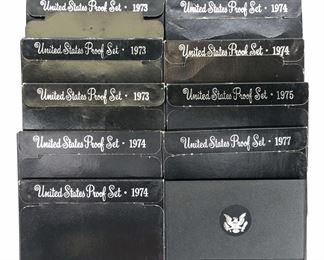 United States Proof Set · 1973
United States Proof Set · 1974
United States Proof Set · 1973
United States Proof Set · 1974
United States Proof Set · 1973
United States Proof Set · 1975
United States Proof Set · 1974
United States Proof Set · 1977
United States Proof Set · 1974